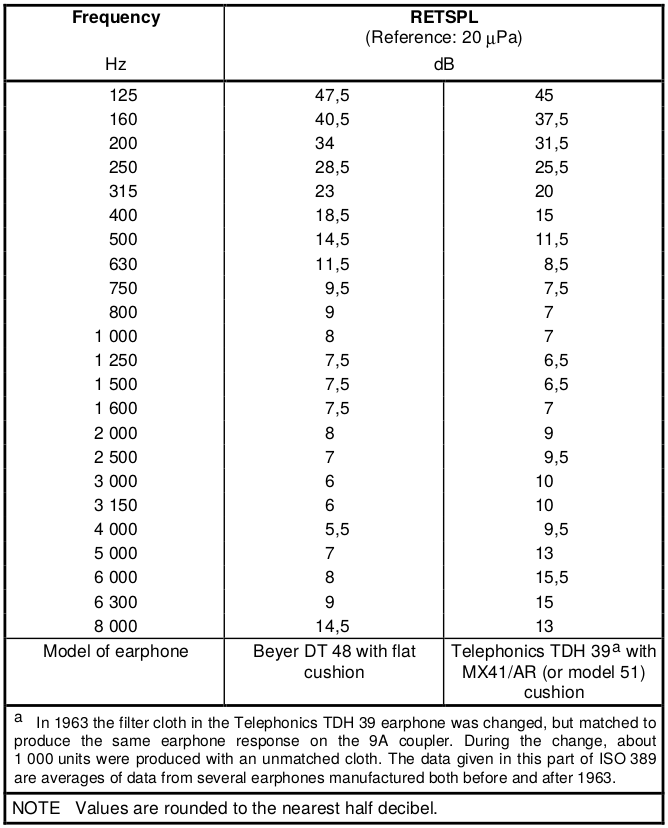 Frequency RETSPL
(Reference: 20 µPa)
Hz dB
125 47,5 45
160 40,5 37,5
200 34 31,5
250 28,5 25,5
315 23 20
400 18,5 15
500 14,5 11,5
630 11,5 8,5
750 9,5 7,5
800 9 7
1 000 8 7
1 250 7,5 6,5
1 500 7,5 6,5
1 600 7,5 7
2 000 8 9
2 500 7 9,5
3 000 6 10
3 150 6 10
4 000 5,5 9,5
5 000 7 13
6 000 8 15,5
6 300 9 15
8 000 14,5 13
Model of earphone Beyer DT 48 with flat Telephonics TDH 39a with
cushion MX41/AR (or model 51)
cushion
a In 1963 the filter cloth in the Telephonics TDH 39 earphone was changed, but matched to
produce the same earphone response on the 9A coupler. During the change, about
1 000 units were produced with an unmatched cloth. The data given in this part of ISO 389
are averages of data from several earphones manufactured both before and after 1963.
NOTE Values are rounded to the nearest half decibel.